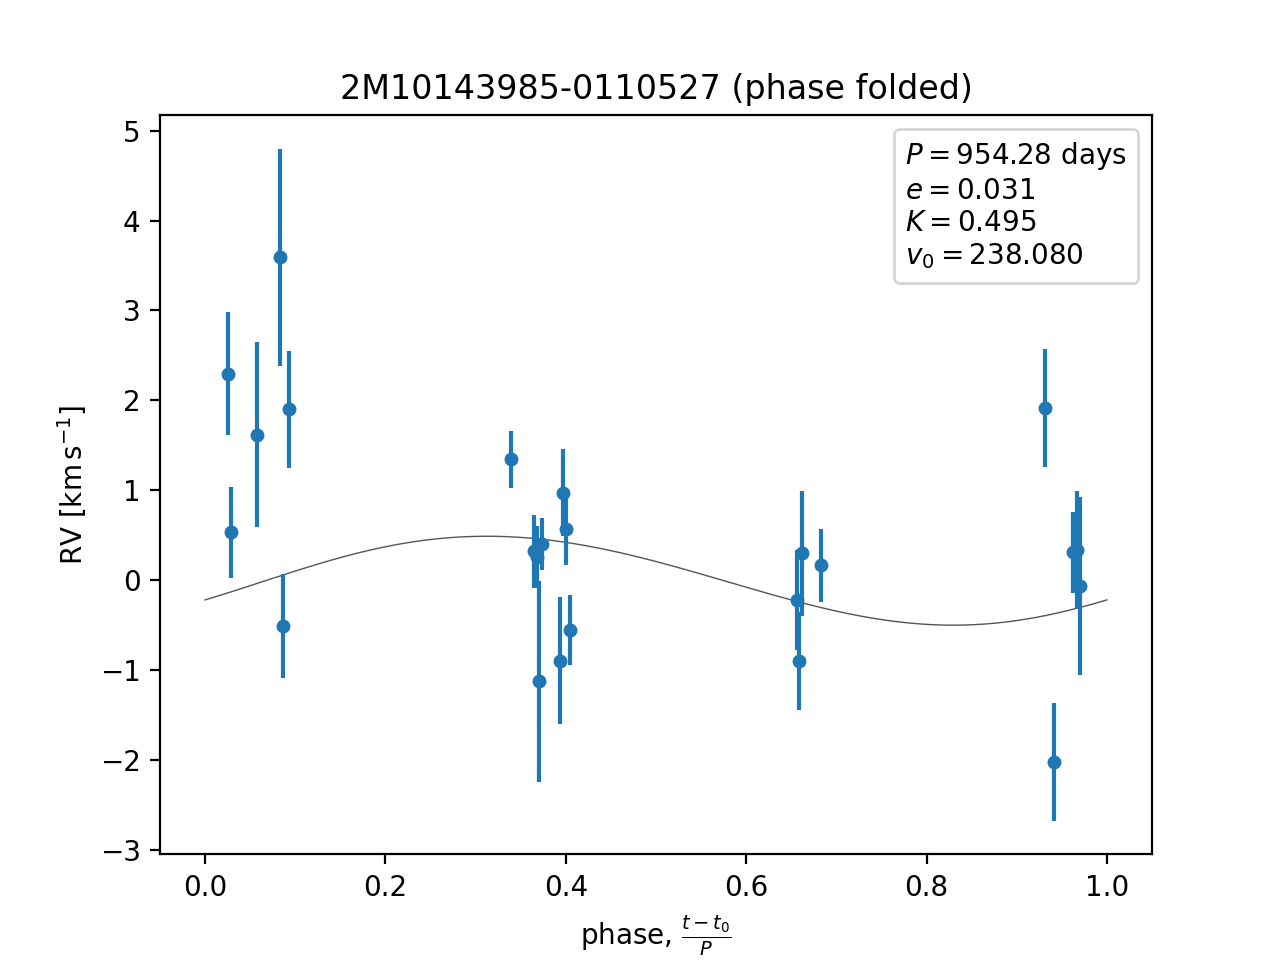 2M10143985-0110527 (phase folded)
P = 954.28 days
e = 0.031
K = 0.495
v₀ = 238.080
RV [km s⁻¹]
5
4
3
2
1
0
−1
−2
−3
0.0 0.2 0.4 0.6 0.8 1.0
phase, (t − t₀)/P